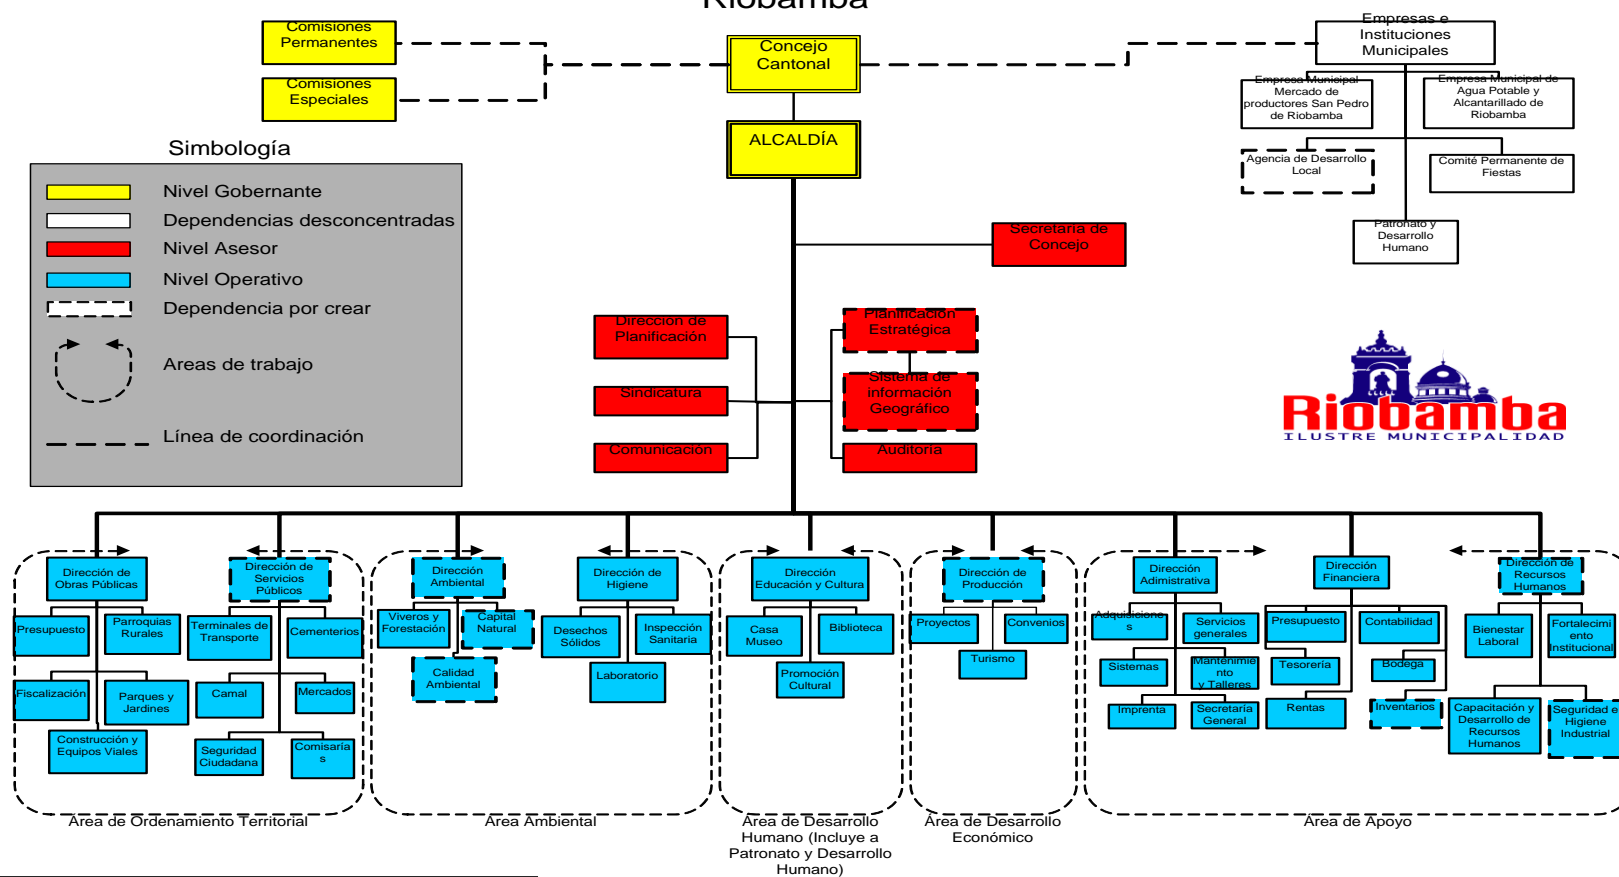 Riobamba
Comisiones
Permanentes
Comisiones
Especiales
Concejo
Cantonal
ALCALDÍA
Empresas e
Instituciones
Municipales
Empresa Municipal
Mercado de
productores San Pedro
de Riobamba
Empresa Municipal de
Agua Potable y
Alcantarillado de
Riobamba
Agencia de Desarrollo
Local
Comité Permanente de
Fiestas
Patronato y
Desarrollo
Humano
Simbología
Nivel Gobernante
Dependencias desconcentradas
Nivel Asesor
Nivel Operativo
Dependencia por crear
Areas de trabajo
Línea de coordinación
Secretaría de
Concejo
Dirección de
Planificación
Sindicatura
Comunicación
Planificación
Estratégica
Sistema de
información
Geográfico
Auditoría
Riobamba
ILUSTRE MUNICIPALIDAD
Dirección de
Obras Públicas
Presupuesto
Parroquias
Rurales
Fiscalización
Parques y
Jardines
Construcción y
Equipos Viales
Dirección de
Servicios
Públicos
Terminales de
Transporte
Cementerios
Camal
Mercados
Seguridad
Ciudadana
Comisaría
s
Dirección
Ambiental
Viveros y
Forestación
Capital
Natural
Calidad
Ambiental
Dirección de
Higiene
Desechos
Sólidos
Inspección
Sanitaria
Laboratorio
Dirección
Educación y Cultura
Casa
Museo
Biblioteca
Promoción
Cultural
Dirección de
Producción
Proyectos
Convenios
Turismo
Dirección
Adimistrativa
Adquisicione
s
Servicios
generales
Sistemas
Mantenimie
nto
y Talleres
Imprenta
Secretaría
General
Dirección
Financiera
Presupuesto
Contabilidad
Tesorería
Bodega
Rentas
Inventarios
Dirección de
Recursos
Humanos
Bienestar
Laboral
Fortalecimi
ento
Institucional
Capacitación y
Desarrollo de
Recursos
Humanos
Seguridad e
Higiene
Industrial
Area de Ordenamiento Territorial
Area Ambiental
Area de Desarrollo
Humano (Incluye a
Patronato y Desarrollo
Humano)
Area de Desarrollo
Económico
Area de Apoyo